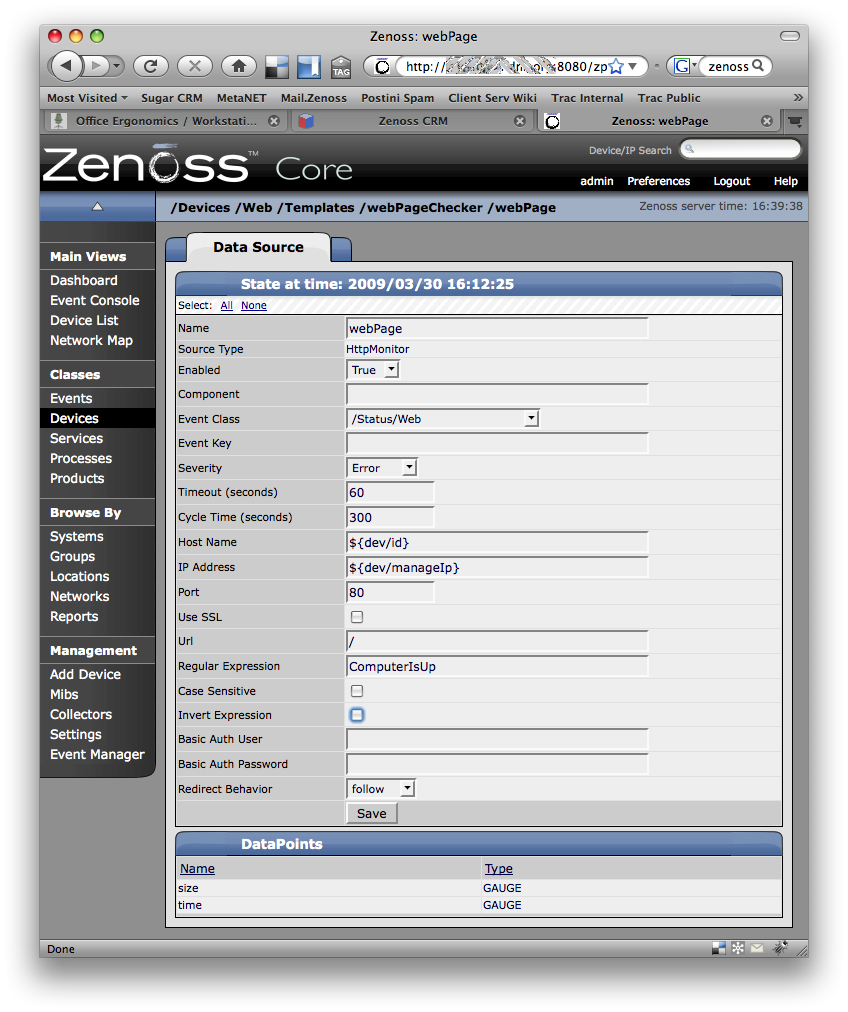 Zenoss: webPage
TAG
http:// 8080/zp
zenoss
Most Visited Sugar CRM MetaNET Mail.Zenoss Postini Spam Client Serv Wiki Trac Internal Trac Public »
Office Ergonomics / Workstati... Zenoss CRM Zenoss: webPage
Zenoss™ Core
Device/IP Search
admin Preferences Logout Help
/Devices /Web /Templates /webPageChecker /webPage
Zenoss server time: 16:39:38
Main Views
Dashboard
Event Console
Device List
Network Map
Classes
Events
Devices
Services
Processes
Products
Browse By
Systems
Groups
Locations
Networks
Reports
Management
Add Device
Mibs
Collectors
Settings
Event Manager
Data Source
State at time: 2009/03/30 16:12:25
Select: All None
Name webPage
Source Type HttpMonitor
Enabled True
Component
Event Class /Status/Web
Event Key
Severity Error
Timeout (seconds) 60
Cycle Time (seconds) 300
Host Name ${dev/id}
IP Address ${dev/manageIp}
Port 80
Use SSL
Url /
Regular Expression ComputerIsUp
Case Sensitive
Invert Expression
Basic Auth User
Basic Auth Password
Redirect Behavior follow
Save
DataPoints
Name Type
size GAUGE
time GAUGE
Done